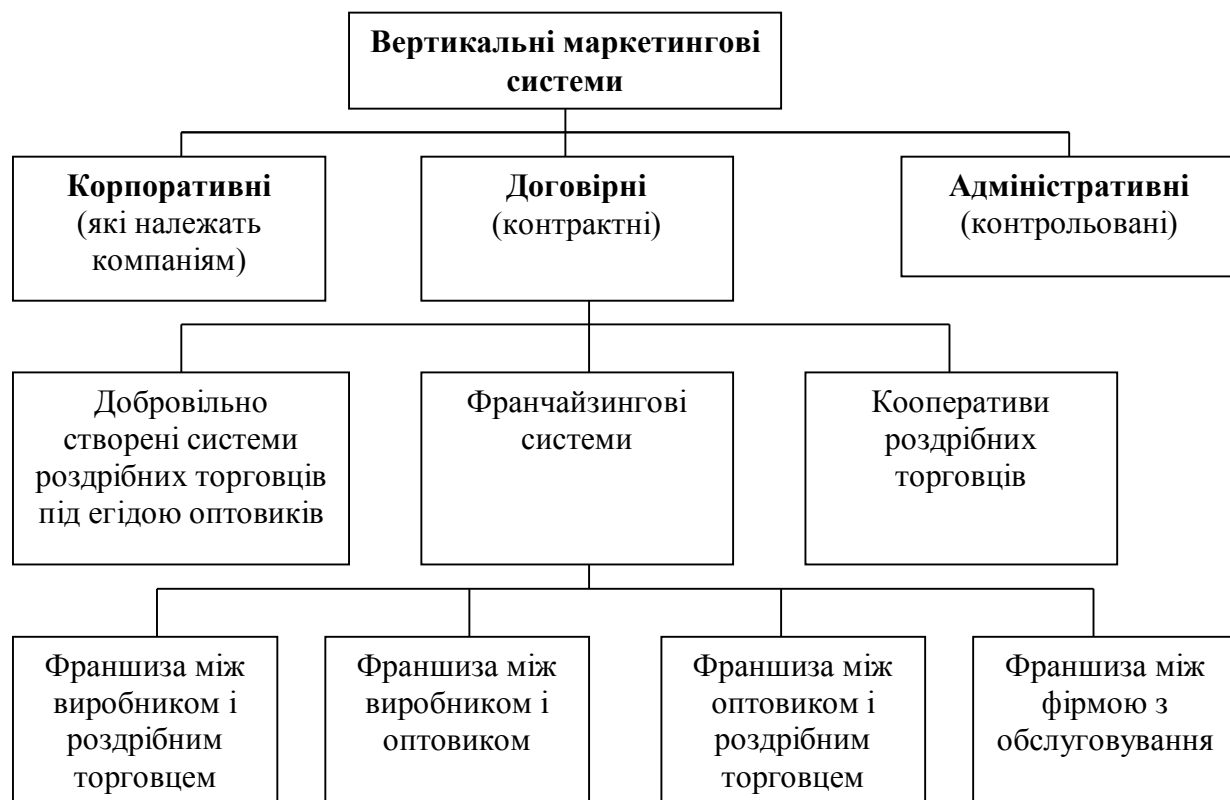 Вертикальні маркетингові
системи
Корпоративні
(які належать
компаніям)
Договірні
(контрактні)
Адміністративні
(контрольовані)
Добровільно
створені системи
роздрібних торговців
під егідою оптовиків
Франчайзингові
системи
Кооперативи
роздрібних
торговців
Франшиза між
виробником і
роздрібним
торговцем
Франшиза між
виробником і
оптовиком
Франшиза між
оптовиком і
роздрібним
торговцем
Франшиза між
фірмою з
обслуговування